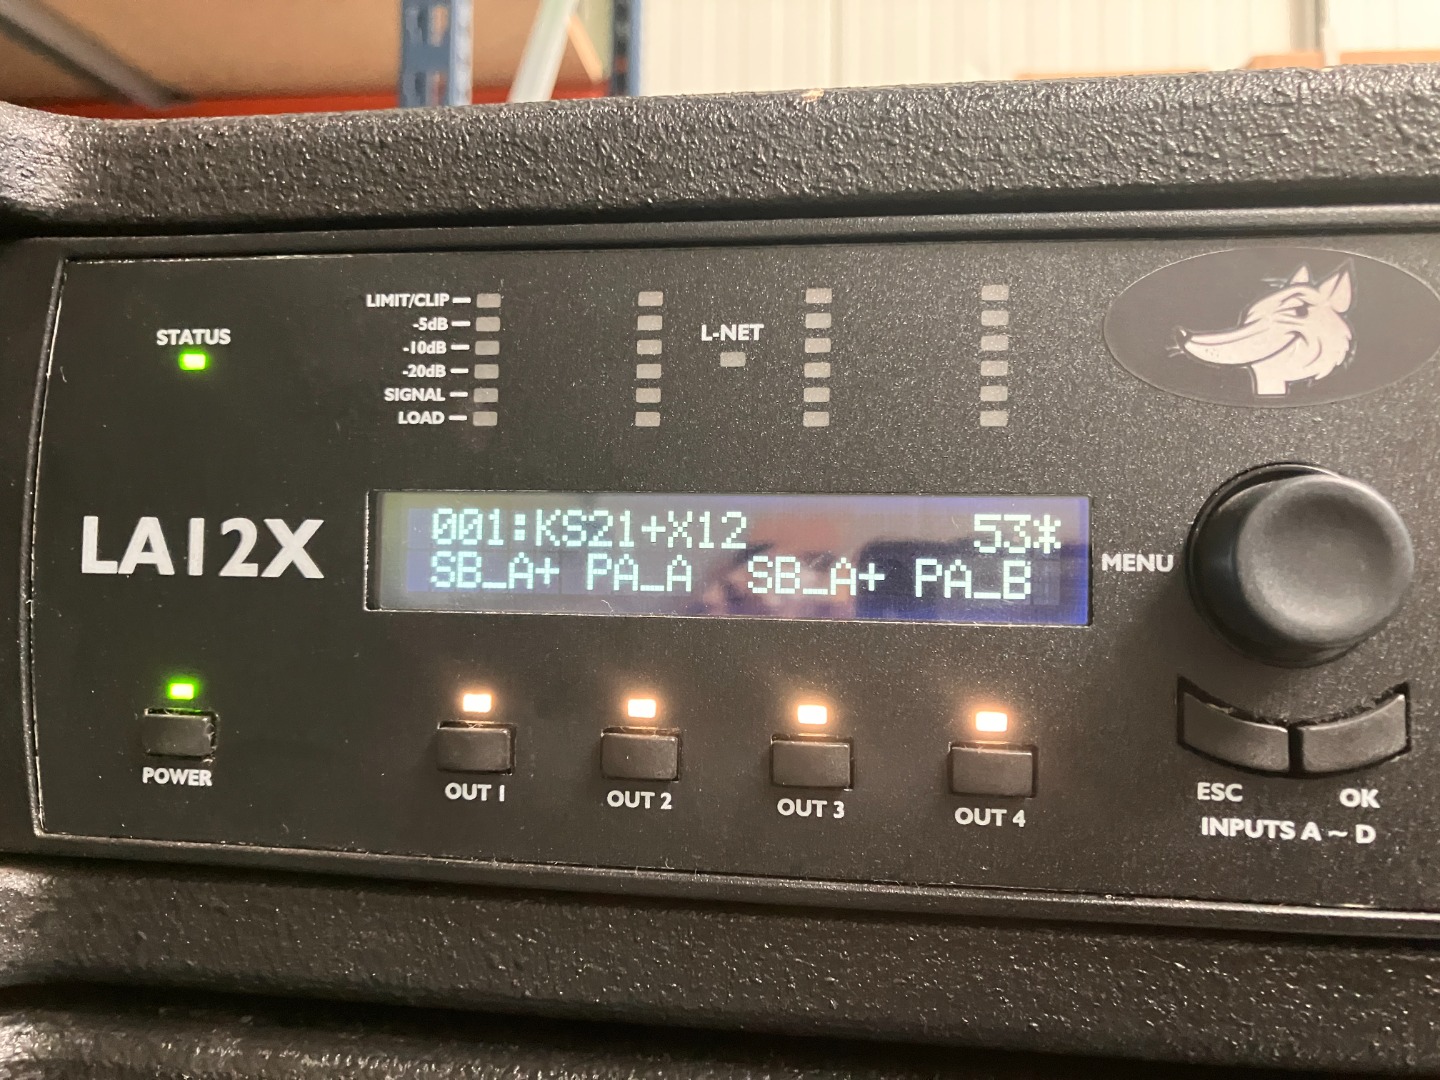 STATUS
LIMIT/CLIP
-5dB
-10dB
-20dB
SIGNAL
LOAD
L-NET
LA12X
001:KS21+X12 53*
SB_A+ PA_A SB_A+ PA_B
MENU
POWER
OUT 1
OUT 2
OUT 3
OUT 4
ESC OK
INPUTS A ~ D